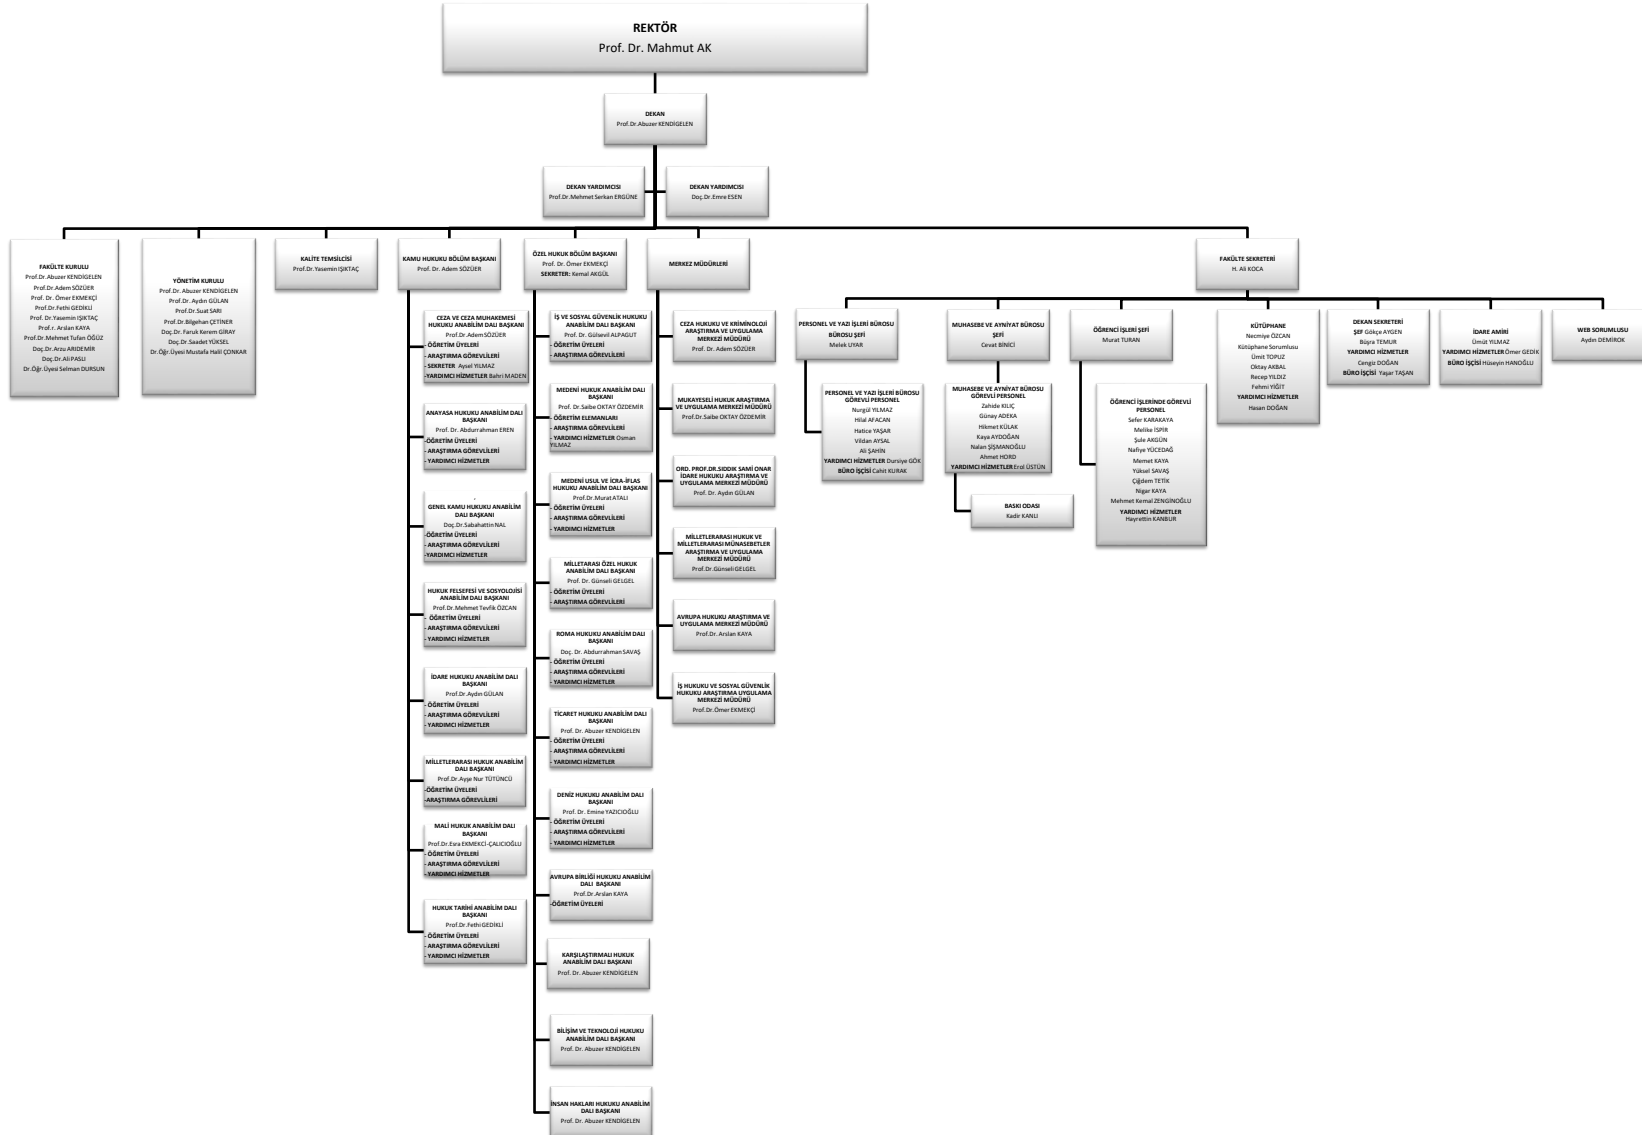 REKTÖR
Prof. Dr. Mahmut AK
DEKAN
Prof.Dr.Abuzer KENDİGELEN
DEKAN YARDIMCISI
Prof.Dr.Mehmet Serkan ERGÜNE
DEKAN YARDIMCISI
Doç.Dr.Emre ESEN
FAKÜLTE KURULU
Prof.Dr.Abuzer KENDİGELEN
Prof.Dr.Adem SÖZÜER
Prof. Dr. Ömer EKMEKÇİ
Prof.Dr.Fethi GEDİKLİ
Prof. Dr.Yasemin IŞIKTAÇ
Prof.r. Arslan KAYA
Prof.Dr.Mehmet Tufan ÖĞÜZ
Doç.Dr.Arzu ARIDEMİR
Doç.Dr.Ali PASLI
Dr.Öğr.Üyesi Selman DURSUN
YÖNETİM KURULU
Prof.Dr. Abuzer KENDİGELEN
Prof.Dr. Aydın GÜLAN
Prof.Dr.Suat SARI
Prof.Dr.Bilgehan ÇETİNER
Doç.Dr. Faruk Kerem GİRAY
Doç.Dr.Saadet YÜKSEL
Dr.Öğr.Üyesi Mustafa Halil ÇONKAR
KALİTE TEMSİLCİSİ
Prof.Dr.Yasemin IŞIKTAÇ
KAMU HUKUKU BÖLÜM BAŞKANI
Prof. Dr. Adem SÖZÜER
CEZA VE CEZA MUHAKEMESİ
HUKUKU ANABİLİM DALI BAŞKANI
Prof.Dr.Adem SÖZÜER
- ÖĞRETİM ÜYELERİ
- ARAŞTIRMA GÖREVLİLERİ
- SEKRETER Aysel YILMAZ
-YARDIMCI HİZMETLER Bahri MADEN
ANAYASA HUKUKU ANABİLİM DALI
BAŞKANI
Prof. Dr. Abdurrahman EREN
-ÖĞRETİM ÜYELERİ
- ARAŞTIRMA GÖREVLİLERİ
- YARDIMCI HİZMETLER
.
GENEL KAMU HUKUKU ANABİLİM
DALI BAŞKANI
Doç.Dr.Sabahattin NAL
-ÖĞRETİM ÜYELERİ
- ARAŞTIRMA GÖREVLİLERİ
-YARDIMCI HİZMETLER
HUKUK FELSEFESİ VE SOSYOLOJİSİ
ANABİLİM DALI BAŞKANI
Prof.Dr.Mehmet Tevfik ÖZCAN
- ÖĞRETİM ÜYELERİ
- ARAŞTIRMA GÖREVLİLERİ
- YARDIMCI HİZMETLER
İDARE HUKUKU ANABİLİM DALI
BAŞKANI
Prof.Dr.Aydın GÜLAN
- ÖĞRETİM ÜYELERİ
- ARAŞTIRMA GÖREVLİLERİ
- YARDIMCI HİZMETLER
MİLLETLERARASI HUKUK ANABİLİM
DALI BAŞKANI
Prof.Dr.Ayşe Nur TÜTÜNCÜ
-ÖĞRETİM ÜYELERİ
-ARAŞTIRMA GÖREVLİLERİ
MALİ HUKUK ANABİLİM DALI
BAŞKANI
Prof.Dr.Esra EKMEKCİ-ÇALICIOĞLU
- ÖĞRETİM ÜYELERİ
- ARAŞTIRMA GÖREVLİLERİ
- YARDIMCI HİZMETLER
HUKUK TARİHİ ANABİLİM DALI
BAŞKANI
Prof.Dr.Fethi GEDİKLİ
- ÖĞRETİM ÜYELERİ
- ARAŞTIRMA GÖREVLİLERİ
- YARDIMCI HİZMETLER
ÖZEL HUKUK BÖLÜM BAŞKANI
Prof. Dr. Ömer EKMEKÇİ
SEKRETER: Kemal AKGÜL
İŞ VE SOSYAL GÜVENLİK HUKUKU
ANABİLİM DALI BAŞKANI
Prof. Dr. Gülsevil ALPAGUT
- ÖĞRETİM ÜYELERİ
- ARAŞTIRMA GÖREVLİLERİ
MEDENİ HUKUK ANABİLİM DALI
BAŞKANI
Prof. Dr.Saibe OKTAY ÖZDEMİR
- ÖĞRETİM ELEMANLARI
- ARAŞTIRMA GÖREVLİLERİ
- YARDIMCI HİZMETLER Osman
YILMAZ
MEDENİ USUL VE İCRA-İFLAS
HUKUKU ANABİLİM DALI BAŞKANI
Prof.Dr.Murat ATALI
- ÖĞRETİM ÜYELERİ
- ARAŞTIRMA GÖREVLİLERİ
- YARDIMCI HİZMETLER
MİLLETARASI ÖZEL HUKUK
ANABİLİM DALI BAŞKANI
Prof. Dr. Günseli GELGEL
- ÖĞRETİM ÜYELERİ
- ARAŞTIRMA GÖREVLİLERİ
ROMA HUKUKU ANABİLİM DALI
BAŞKANI
Doç. Dr. Abdurrahman SAVAŞ
- ÖĞRETİM ÜYELERİ
- ARAŞTIRMA GÖREVLİLERİ
- YARDIMCI HİZMETLER
TİCARET HUKUKU ANABİLİM DALI
BAŞKANI
Prof. Dr. Abuzer KENDİGELEN
- ÖĞRETİM ÜYELERİ
- ARAŞTIRMA GÖREVLİLERİ
- YARDIMCI HİZMETLER
DENİZ HUKUKU ANABİLİM DALI
BAŞKANI
Prof. Dr. Emine YAZICIOĞLU
- ÖĞRETİM ÜYELERİ
- ARAŞTIRMA GÖREVLİLERİ
- YARDIMCI HİZMETLER
AVRUPA BİRLİĞİ HUKUKU ANABİLİM
DALI BAŞKANI
Prof.Dr.Arslan KAYA
-ÖĞRETİM ÜYELERİ
KARŞILAŞTIRMALI HUKUK
ANABİLİM DALI BAŞKANI
Prof. Dr. Abuzer KENDİGELEN
BİLİŞİM VE TEKNOLOJİ HUKUKU
ANABİLİM DALI BAŞKANI
Prof. Dr. Abuzer KENDİGELEN
İNSAN HAKLARI HUKUKU ANABİLİM
DALI BAŞKANI
Prof. Dr. Abuzer KENDİGELEN
MERKEZ MÜDÜRLERİ
CEZA HUKUKU VE KRİMİNOLOJİ
ARAŞTIRMA VE UYGULAMA
MERKEZİ MÜDÜRÜ
Prof. Dr. Adem SÖZÜER
MUKAYESELİ HUKUK ARAŞTIRMA
VE UYGULAMA MERKEZİ MÜDÜRÜ
Prof.Dr.Saibe OKTAY ÖZDEMİR
ORD. PROF.DR.SIDDIK SAMİ ONAR
İDARE HUKUKU ARAŞTIRMA VE
UYGULAMA MERKEZİ MÜDÜRÜ
Prof. Dr. Aydın GÜLAN
MİLLETLERARASI HUKUK VE
MİLLETLERARASI MÜNASEBETLER
ARAŞTIRMA VE UYGULAMA
MERKEZİ MÜDÜRÜ
Prof.Dr.Günseli GELGEL
AVRUPA HUKUKU ARAŞTIRMA VE
UYGULAMA MERKEZİ MÜDÜRÜ
Prof.Dr. Arslan KAYA
İŞ HUKUKU VE SOSYAL GÜVENLİK
HUKUKU ARAŞTIRMA UYGULAMA
MERKEZİ MÜDÜRÜ
Prof.Dr.Ömer EKMEKÇİ
FAKÜLTE SEKRETERİ
H. Ali KOCA
PERSONEL VE YAZI İŞLERİ BÜROSU
BÜROSU ŞEFİ
Melek UYAR
PERSONEL VE YAZI İŞLERİ BÜROSU
GÖREVLİ PERSONEL
Nurgül YILMAZ
Hilal AFACAN
Hatice YAŞAR
Vildan AYSAL
Ali ŞAHİN
YARDIMCI HİZMETLER Dursiye GÖK
BÜRO İŞÇİSİ Cahit KURAK
MUHASEBE VE AYNİYAT BÜROSU
ŞEFİ
Cevat BİNİCİ
MUHASEBE VE AYNİYAT BÜROSU
GÖREVLİ PERSONEL
Zahide KILIÇ
Günay ADEKA
Hikmet KÜLAK
Kaya AYDOĞAN
Nalan ŞİŞMANOĞLU
Ahmet HORD
YARDIMCI HİZMETLER Erol ÜSTÜN
BASKI ODASI
Kadir KANLI
ÖĞRENCİ İŞLERİ ŞEFİ
Murat TURAN
ÖĞRENCİ İŞLERİNDE GÖREVLİ
PERSONEL
Sefer KARAKAYA
Melike İSPİR
Şule AKGÜN
Nafiye YÜCEDAĞ
Memet KAYA
Yüksel SAVAŞ
Çiğdem TETİK
Nigar KAYA
Mehmet Kemal ZENGİNOĞLU
YARDIMCI HİZMETLER
Hayrettin KANBUR
KÜTÜPHANE
Necmiye ÖZCAN
Kütüphane Sorumlusu
Ümit TOPUZ
Oktay AKBAL
Recep YILDIZ
Fehmi YİĞİT
YARDIMCI HİZMETLER
Hasan DOĞAN
DEKAN SEKRETERİ
ŞEF Gökçe AYGEN
Büşra TEMUR
YARDIMCI HİZMETLER
Cengiz DOĞAN
BÜRO İŞÇİSİ Yaşar TAŞAN
İDARE AMİRİ
Ümüt YILMAZ
YARDIMCI HİZMETLER Ömer GEDİK
BÜRO İŞÇİSİ Hüseyin HANOĞLU
WEB SORUMLUSU
Aydın DEMİROK